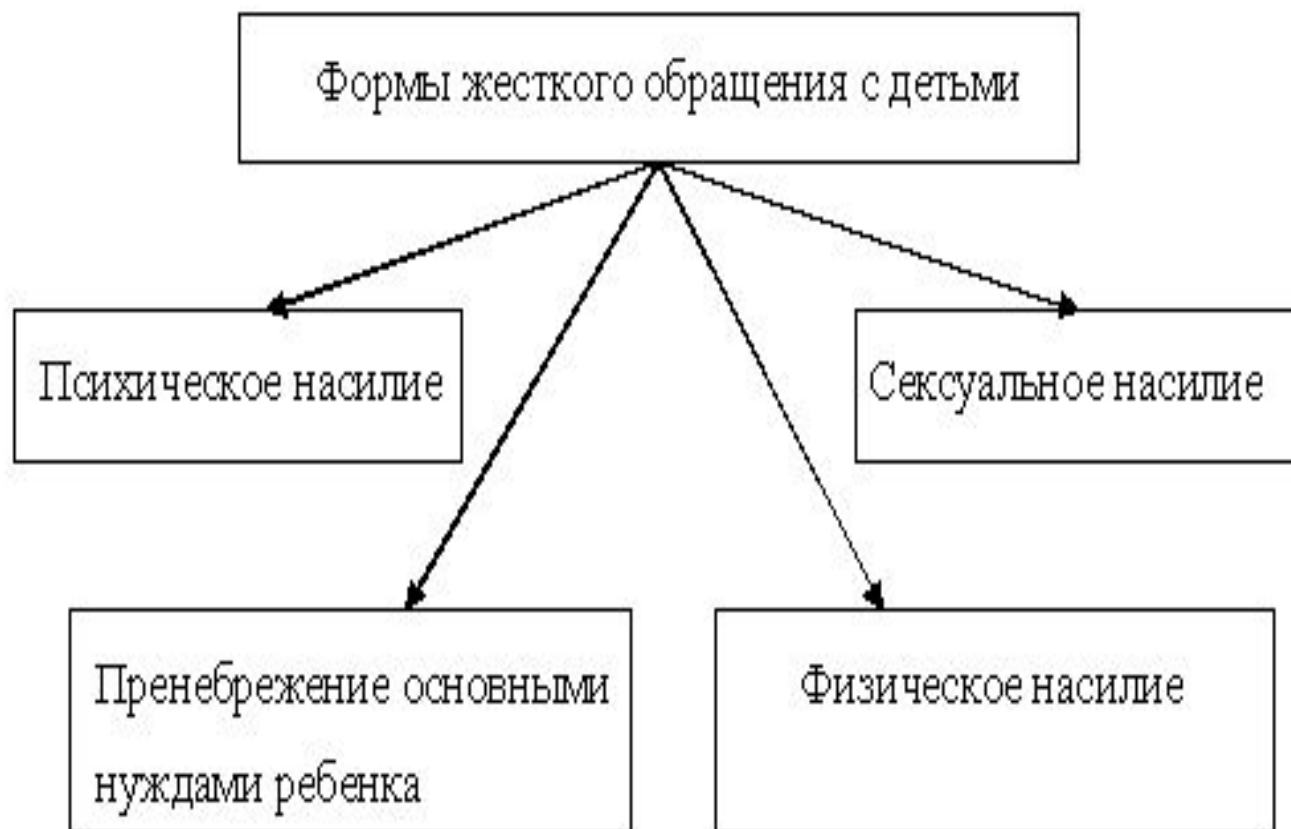 Формы жесткого обращения с детьми
Психическое насилие
Сексуальное насилие
Пренебрежение основными
нуждами ребенка
Физическое насилие